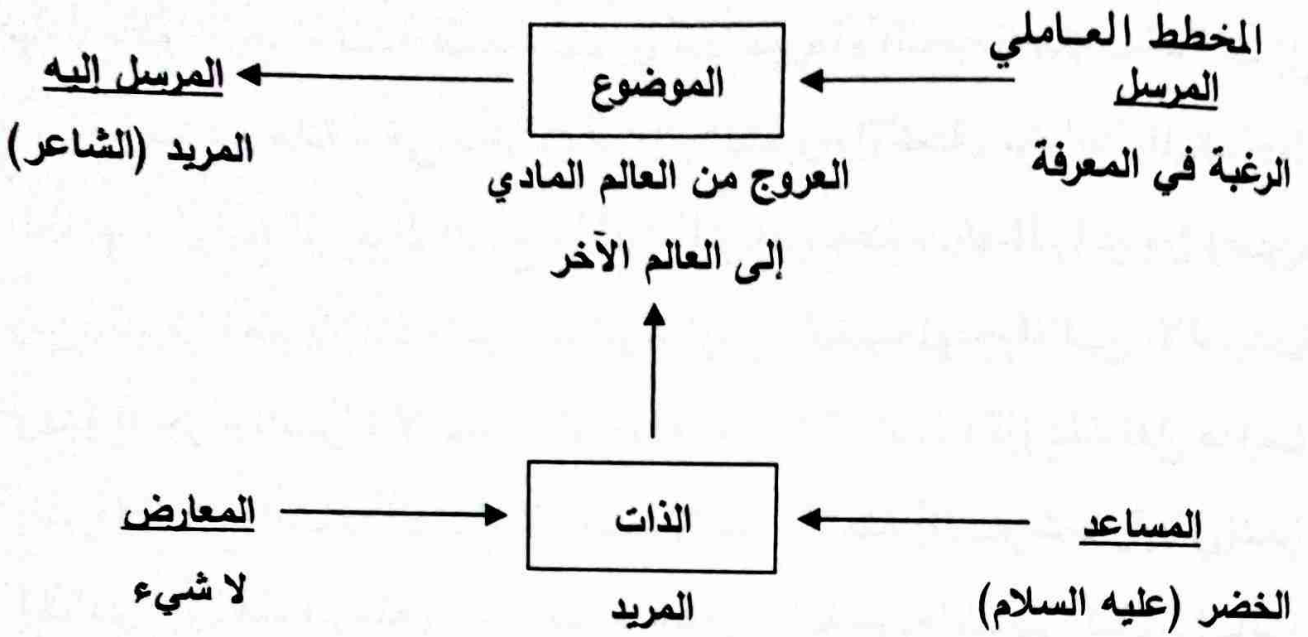 المخطط العـاملي
المرسل
الرغبة في المعرفة
الموضوع
العروج من العالم المادي
إلى العالم الآخر
المرسل إليه
المريد (الشاعر)
المساعد
الخضر (عليه السلام)
الذات
المريد
المعارض
لا شيء